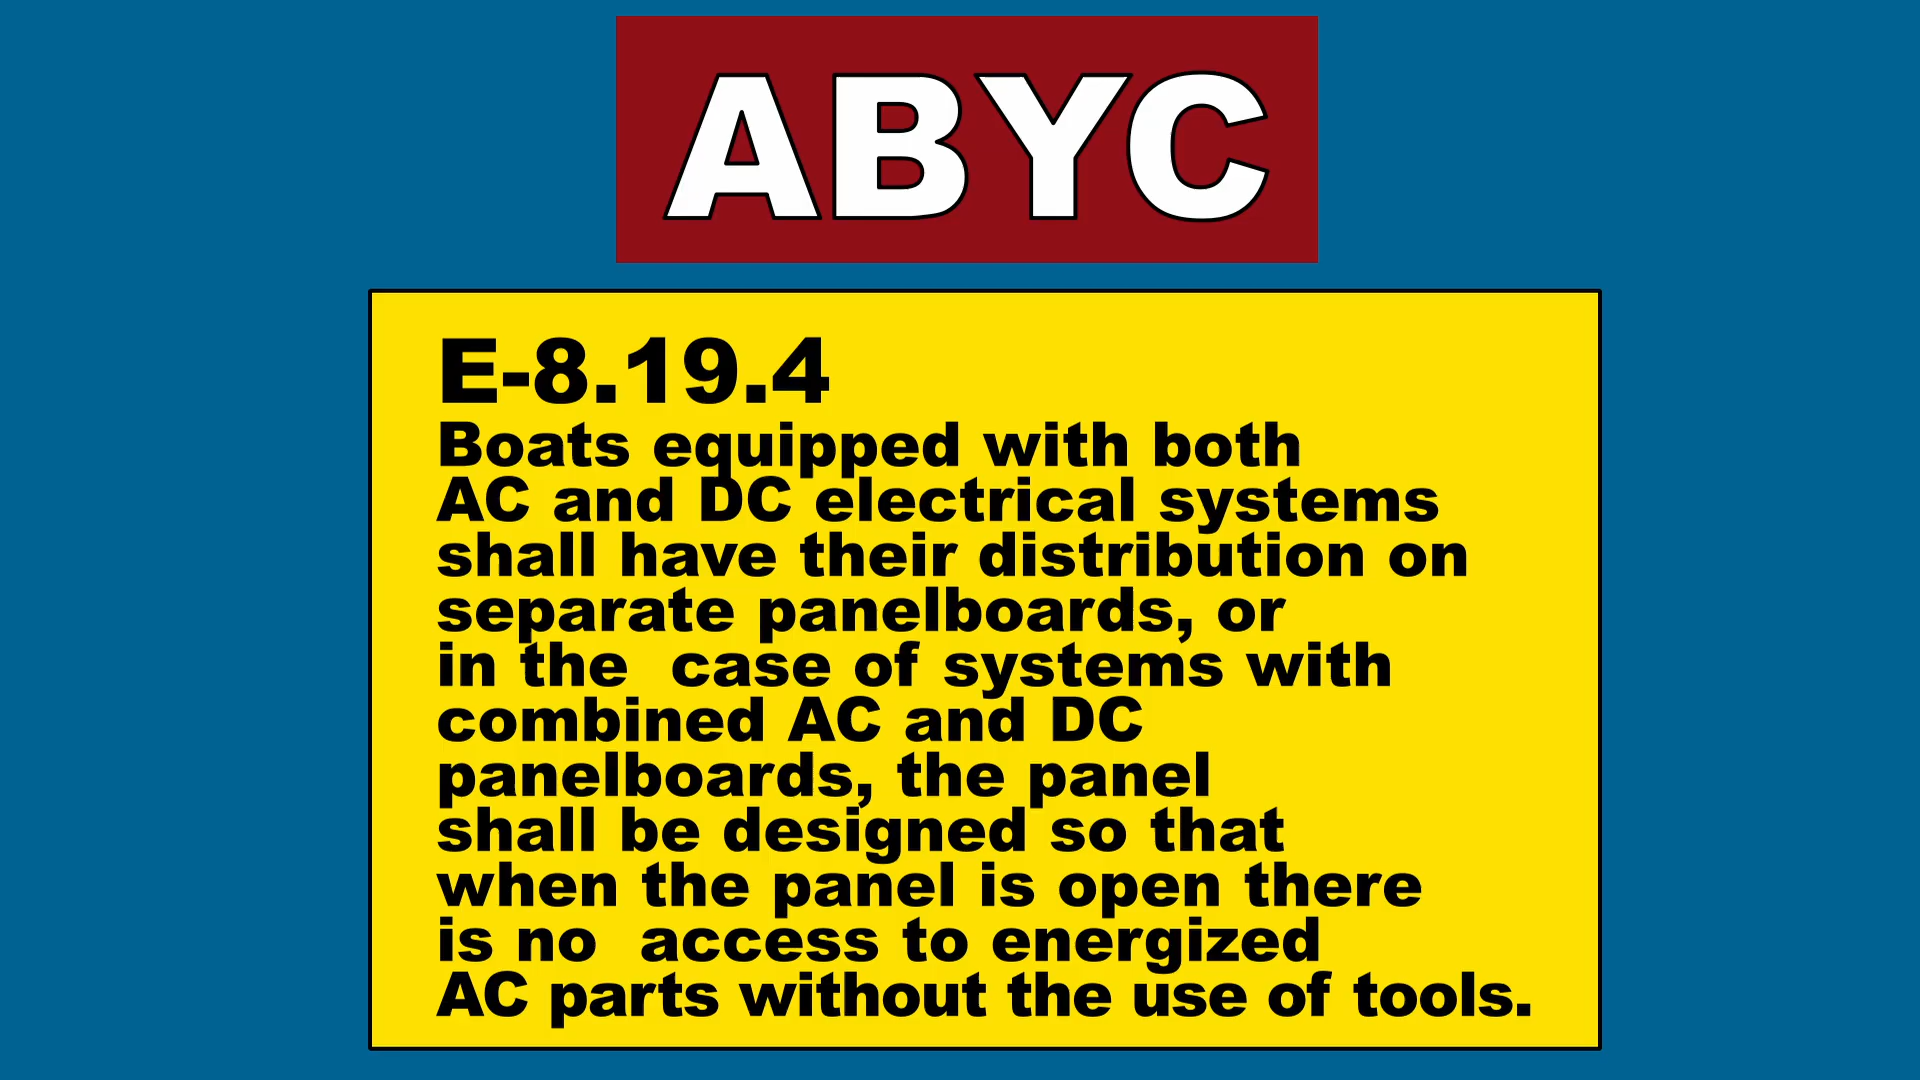 ABYC
E-8.19.4
Boats equipped with both
AC and DC electrical systems
shall have their distribution on
separate panelboards, or
in the  case of systems with
combined AC and DC
panelboards, the panel
shall be designed so that
when the panel is open there
is no  access to energized
AC parts without the use of tools.